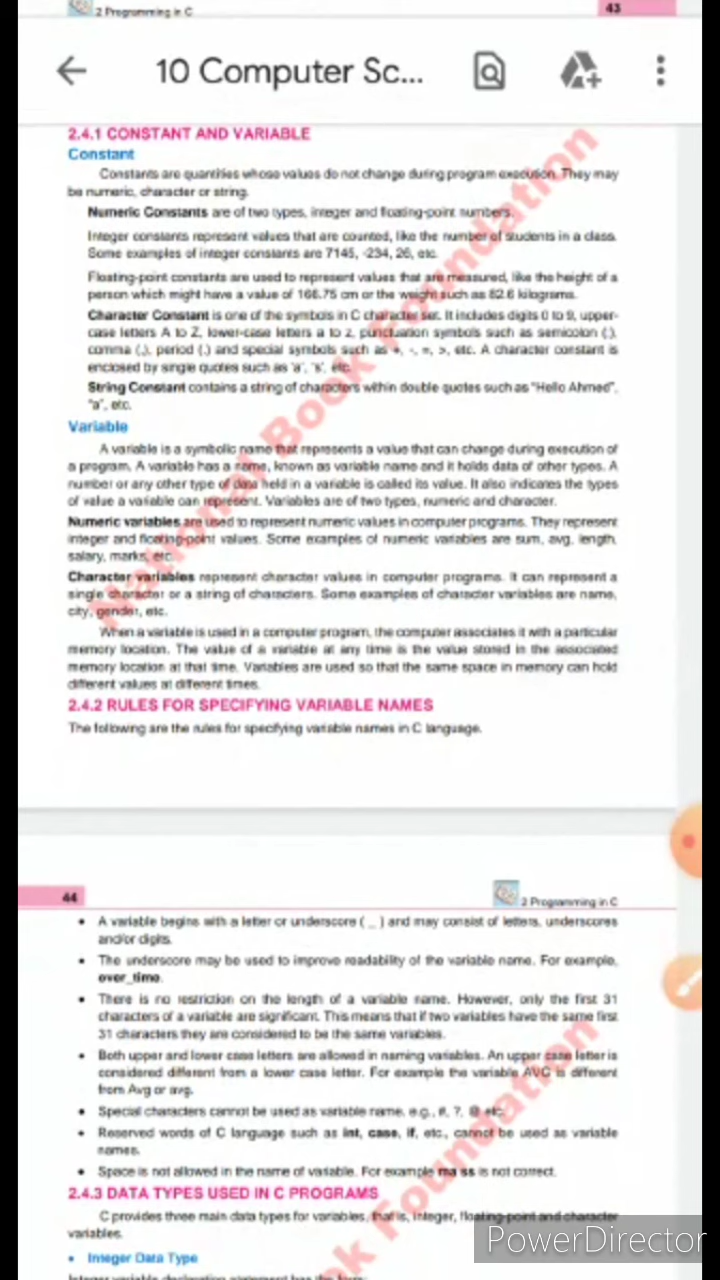 2 Programming in C
43
10 Computer Sc...
2.4.1 CONSTANT AND VARIABLE
Constant
Constants are quantities whose values do not change during program execution. They may
be numeric, character or string.
Numeric Constants are of two types, integer and floating-point numbers.
Integer constants represent values that are counted, like the number of students in a class.
Some examples of integer constants are 7145, -234, 26, etc.
Floating-point constants are used to represent values that are measured, like the height of a
person which might have a value of 166.75 cm or the weight such as 82.6 kilograms.
Character Constant is one of the symbols in C character set. It includes digits 0 to 9, upper-
case letters A to Z, lower-case letters a to z, punctuation symbols such as semicolon (;),
comma (,), period (.) and special symbols such as +, -, =, >, etc. A character constant is
enclosed by single quotes such as 'a', 's', etc.
String Constant contains a string of characters within double quotes such as "Hello Ahmed",
"a", etc.
Variable
A variable is a symbolic name that represents a value that can change during execution of
a program. A variable has a name, known as variable name and it holds data of other types. A
number or any other type of data held in a variable is called its value. It also indicates the types
of value a variable can represent. Variables are of two types, numeric and character.
Numeric variables are used to represent numeric values in computer programs. They represent
integer and floating-point values. Some examples of numeric variables are sum, avg, length,
salary, marks, etc.
Character variables represent character values in computer programs. It can represent a
single character or a string of characters. Some examples of character variables are name,
city, gender, etc.
When a variable is used in a computer program, the computer associates it with a particular
memory location. The value of a variable at any time is the value stored in the associated
memory location at that time. Variables are used so that the same space in memory can hold
different values at different times.
2.4.2 RULES FOR SPECIFYING VARIABLE NAMES
The following are the rules for specifying variable names in C language.
National Book Foundation
44
2 Programming in C
• A variable begins with a letter or underscore ( _ ) and may consist of letters, underscores
and/or digits.
• The underscore may be used to improve readability of the variable name. For example,
over_time.
• There is no restriction on the length of a variable name. However, only the first 31
characters of a variable are significant. This means that if two variables have the same first
31 characters they are considered to be the same variables.
• Both upper and lower case letters are allowed in naming variables. An upper case letter is
considered different from a lower case letter. For example the variable AVG is different
from Avg or avg.
• Special characters cannot be used as variable name. e.g., #, ?, @ etc.
• Reserved words of C language such as int, case, if, etc., cannot be used as variable
names.
• Space is not allowed in the name of variable. For example ma ss is not correct.
2.4.3 DATA TYPES USED IN C PROGRAMS
C provides three main data types for variables, that is, integer, floating-point and character
variables.
• Integer Data Type
Integer variable declaration statement has the form:
ok Foundation
PowerDirector